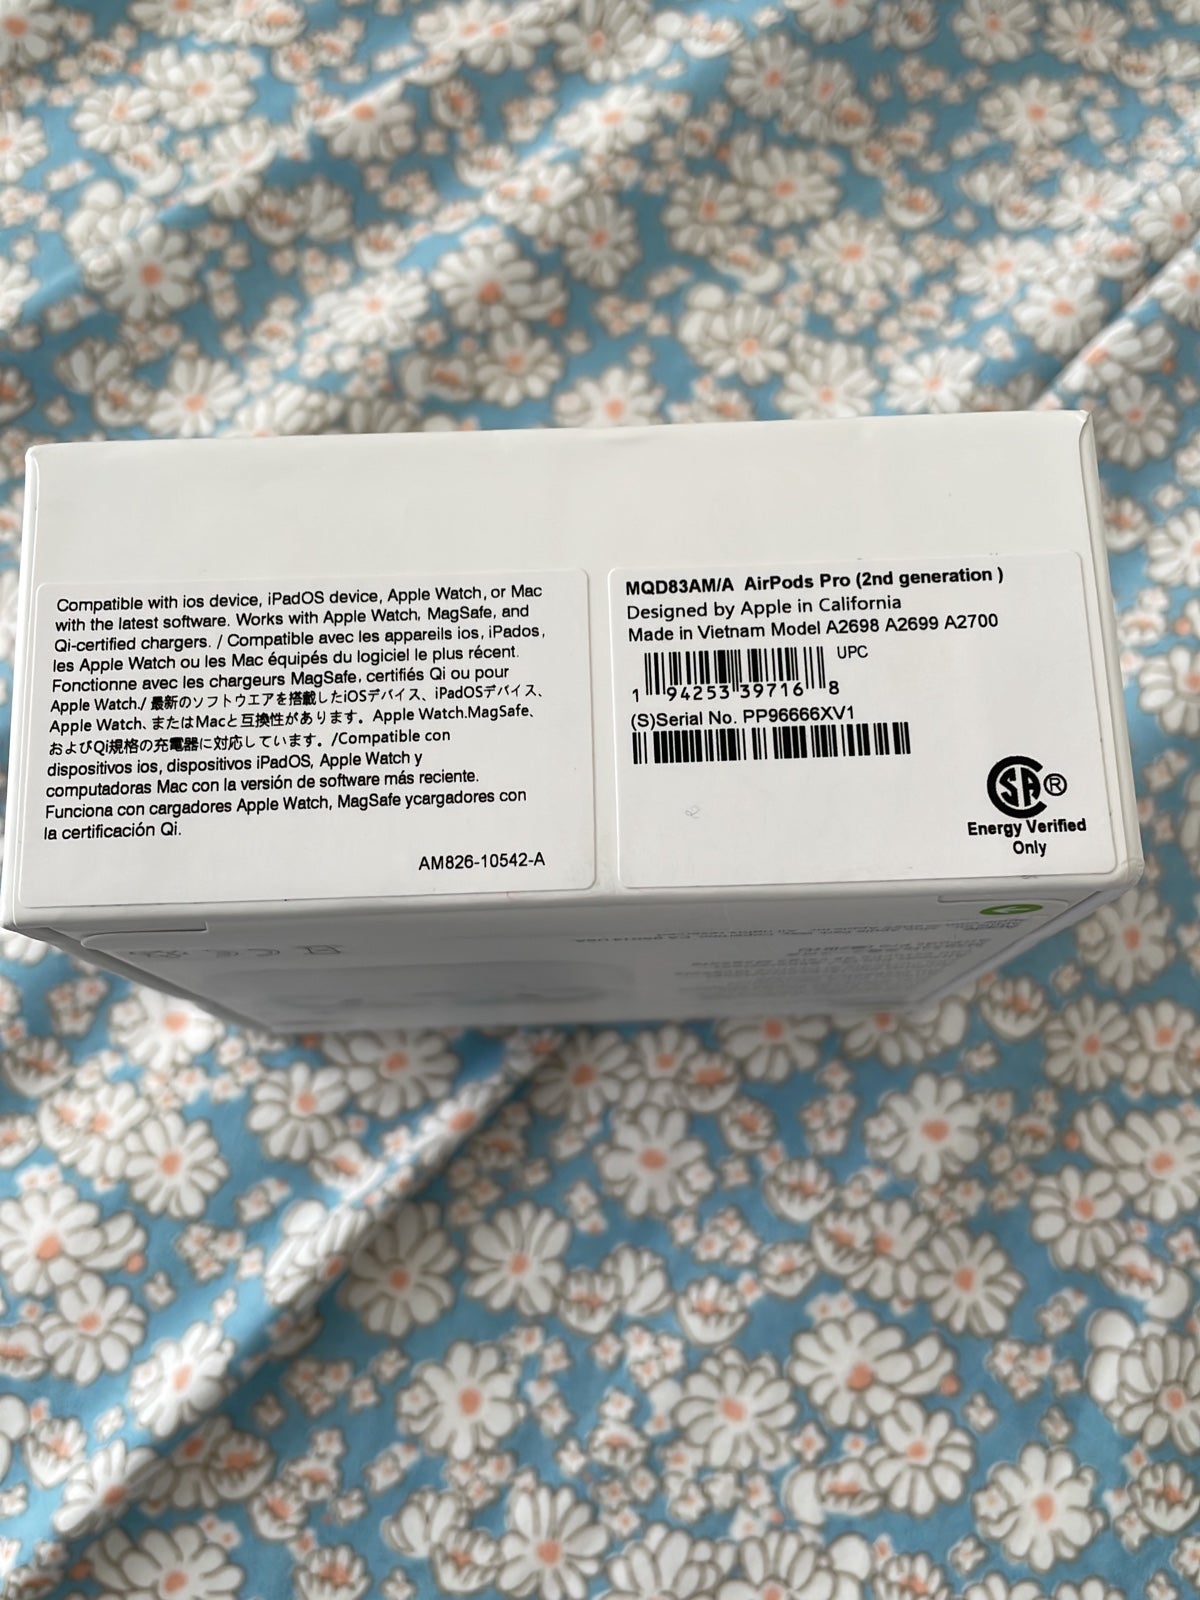 Compatible with ios device, iPadOS device, Apple Watch, or Mac
with the latest software. Works with Apple Watch, MagSafe, and
Qi-certified chargers. / Compatible avec les appareils ios, iPados,
les Apple Watch ou les Mac équipés du logiciel le plus récent.
Fonctionne avec les chargeurs MagSafe, certifiés Qi ou pour
Apple Watch./ 最新のソフトウエアを搭載したiOSデバイス、iPadOSデバイス、
Apple Watch、またはMacと互換性があります。Apple Watch.MagSafe、
およびQi規格の充電器に対応しています。/Compatible con
dispositivos ios, dispositivos iPadOS, Apple Watch y
computadoras Mac con la versión de software más reciente.
Funciona con cargadores Apple Watch, MagSafe ycargadores con
la certificación Qi.
AM826-10542-A
MQD83AM/A AirPods Pro (2nd generation )
Designed by Apple in California
Made in Vietnam Model A2698 A2699 A2700
UPC
1 94253 39716 8
(S)Serial No. PP96666XV1
SA ®
Energy Verified
Only